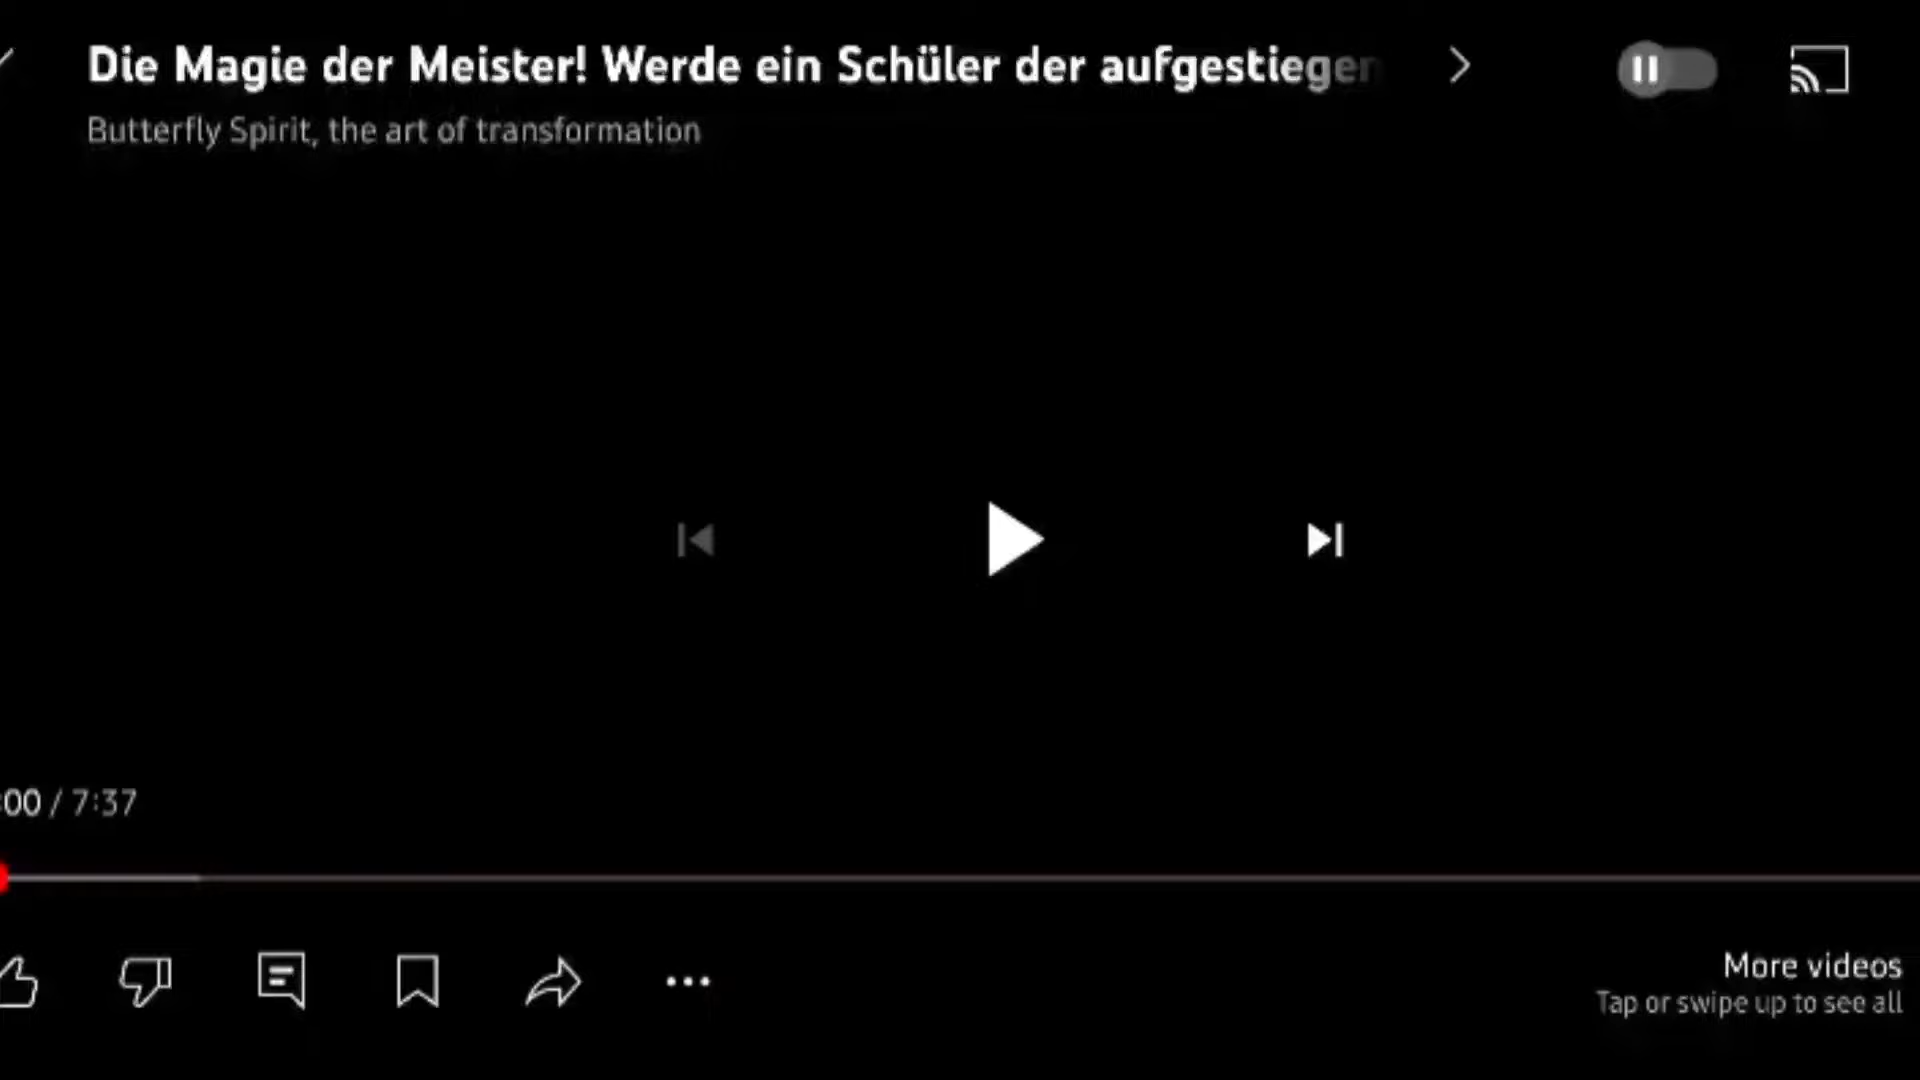 Die Magie der Meister! Werde ein Schüler der aufgestiegen
Butterfly Spirit, the art of transformation
:00 / 7:37
More videos
Tap or swipe up to see all